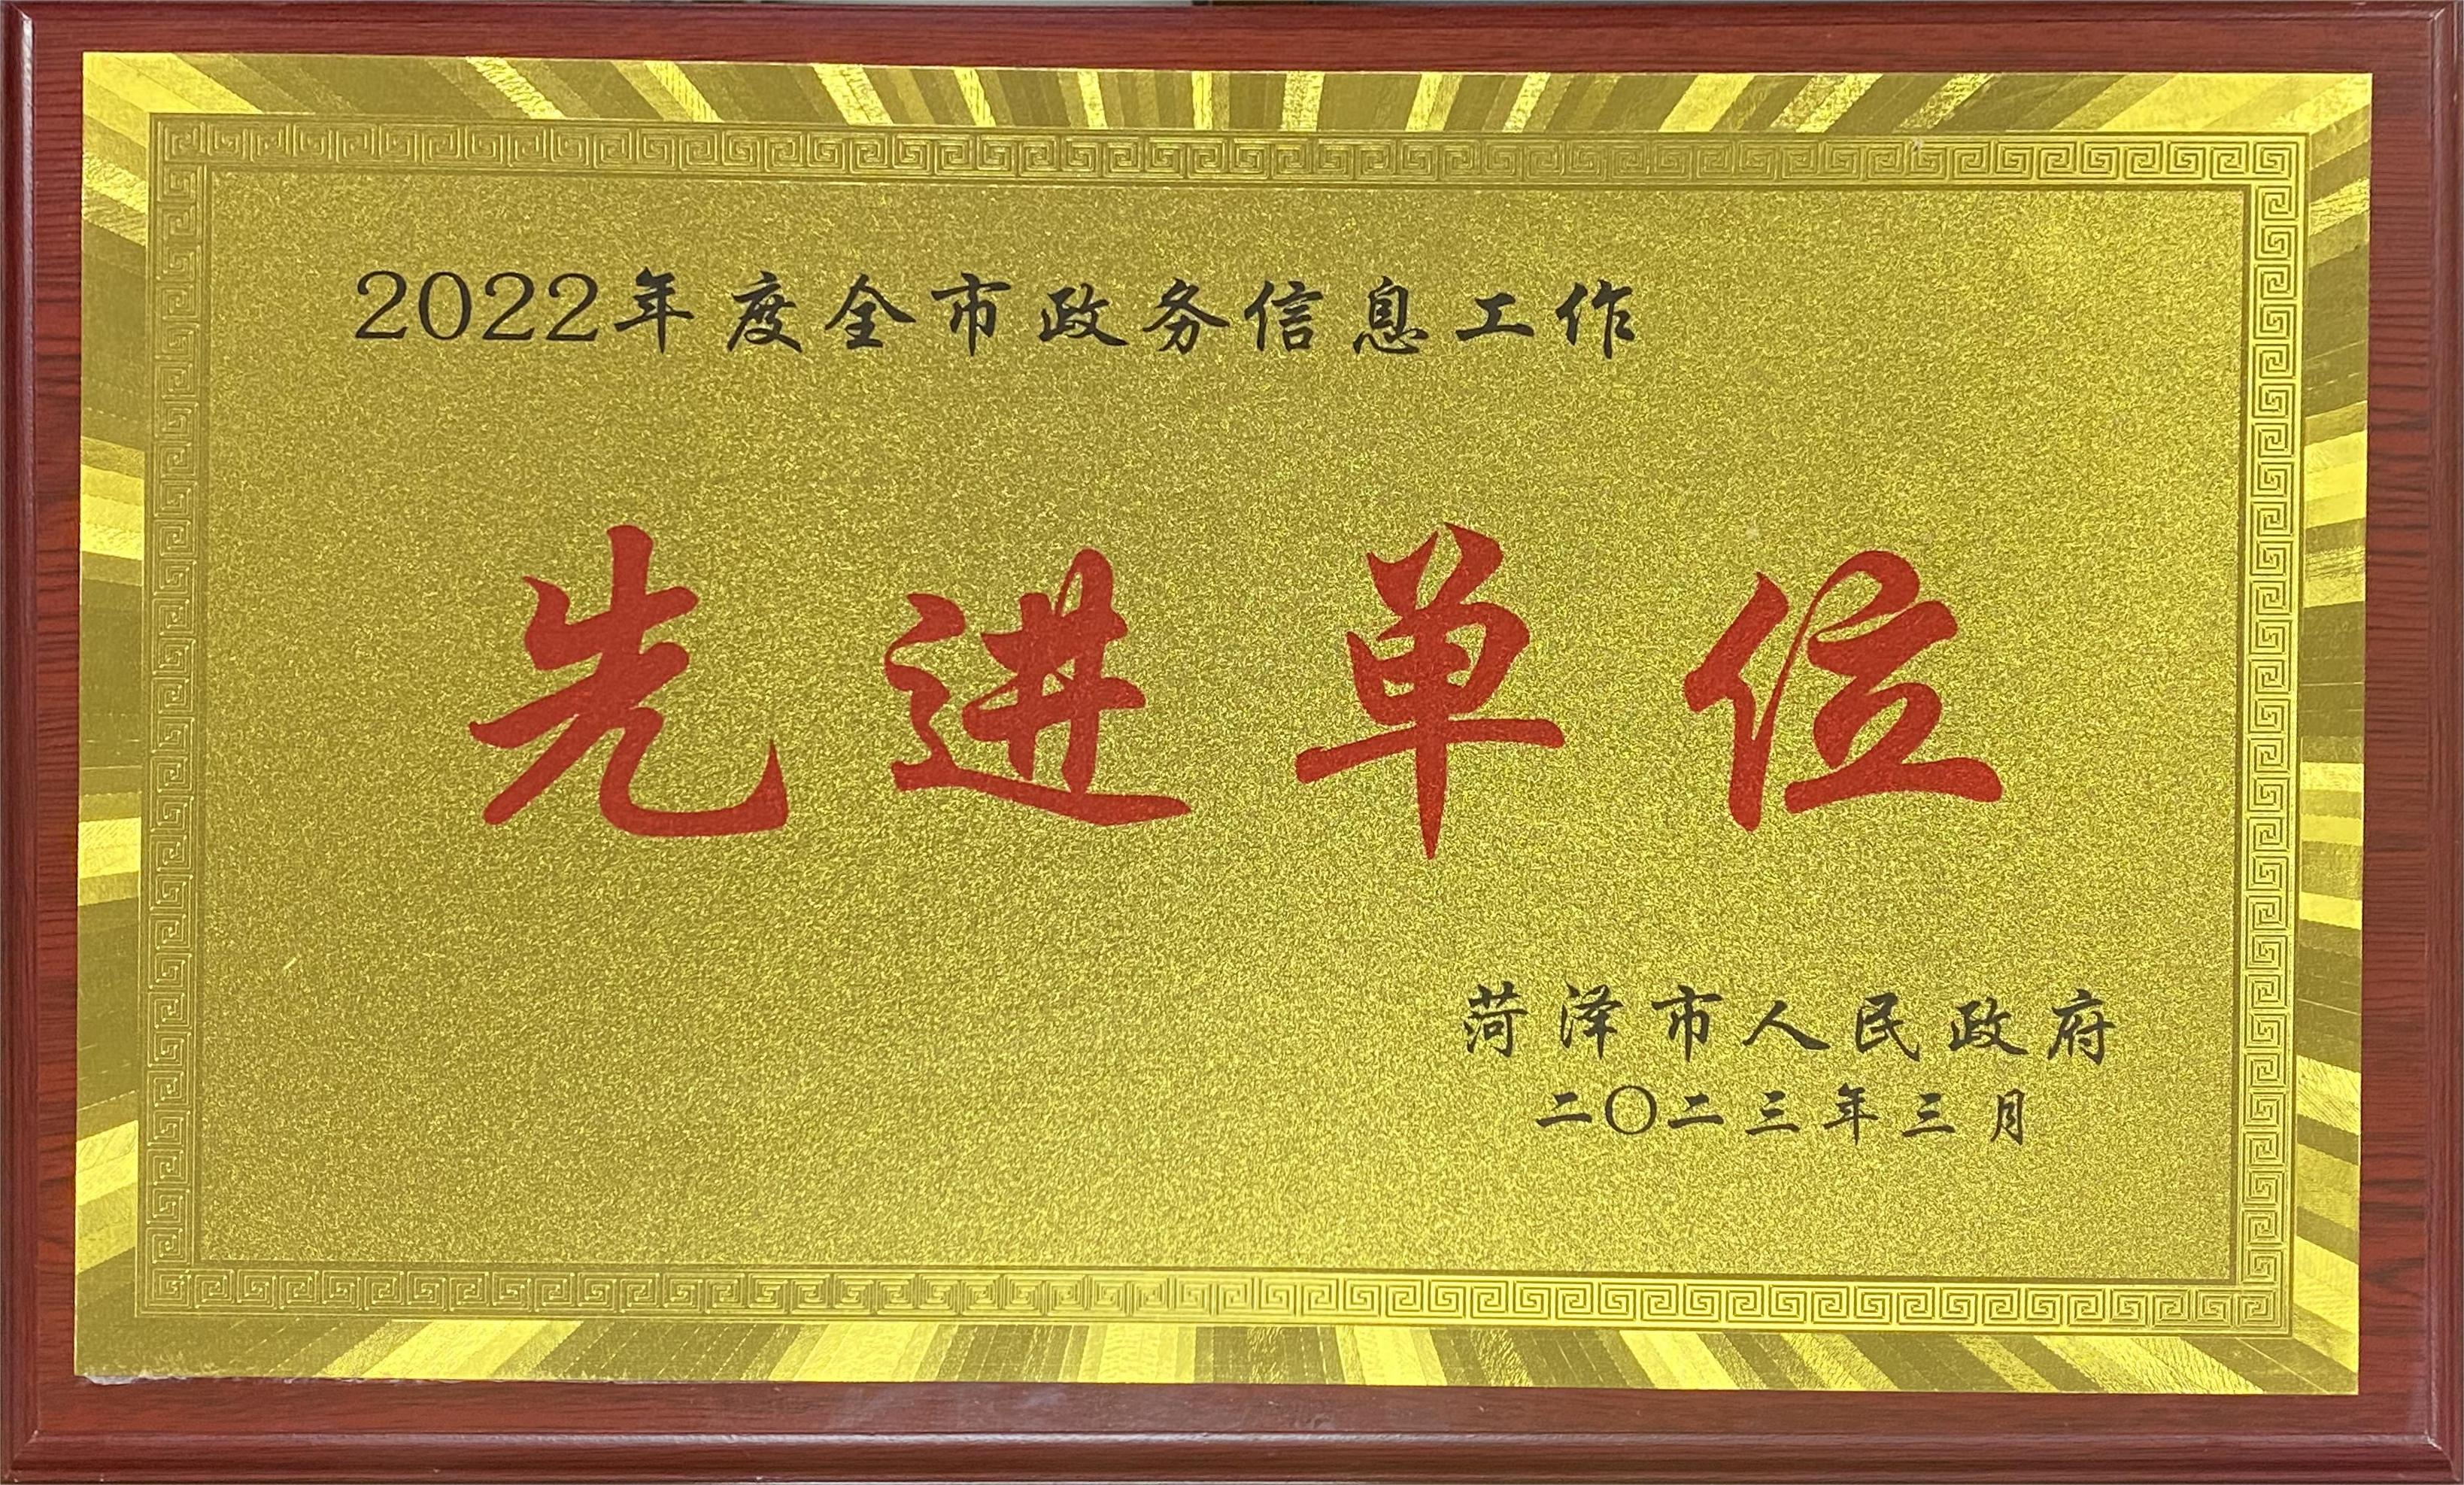 2022年度全市政务信息工作
先进单位
菏泽市人民政府
二〇二三年三月